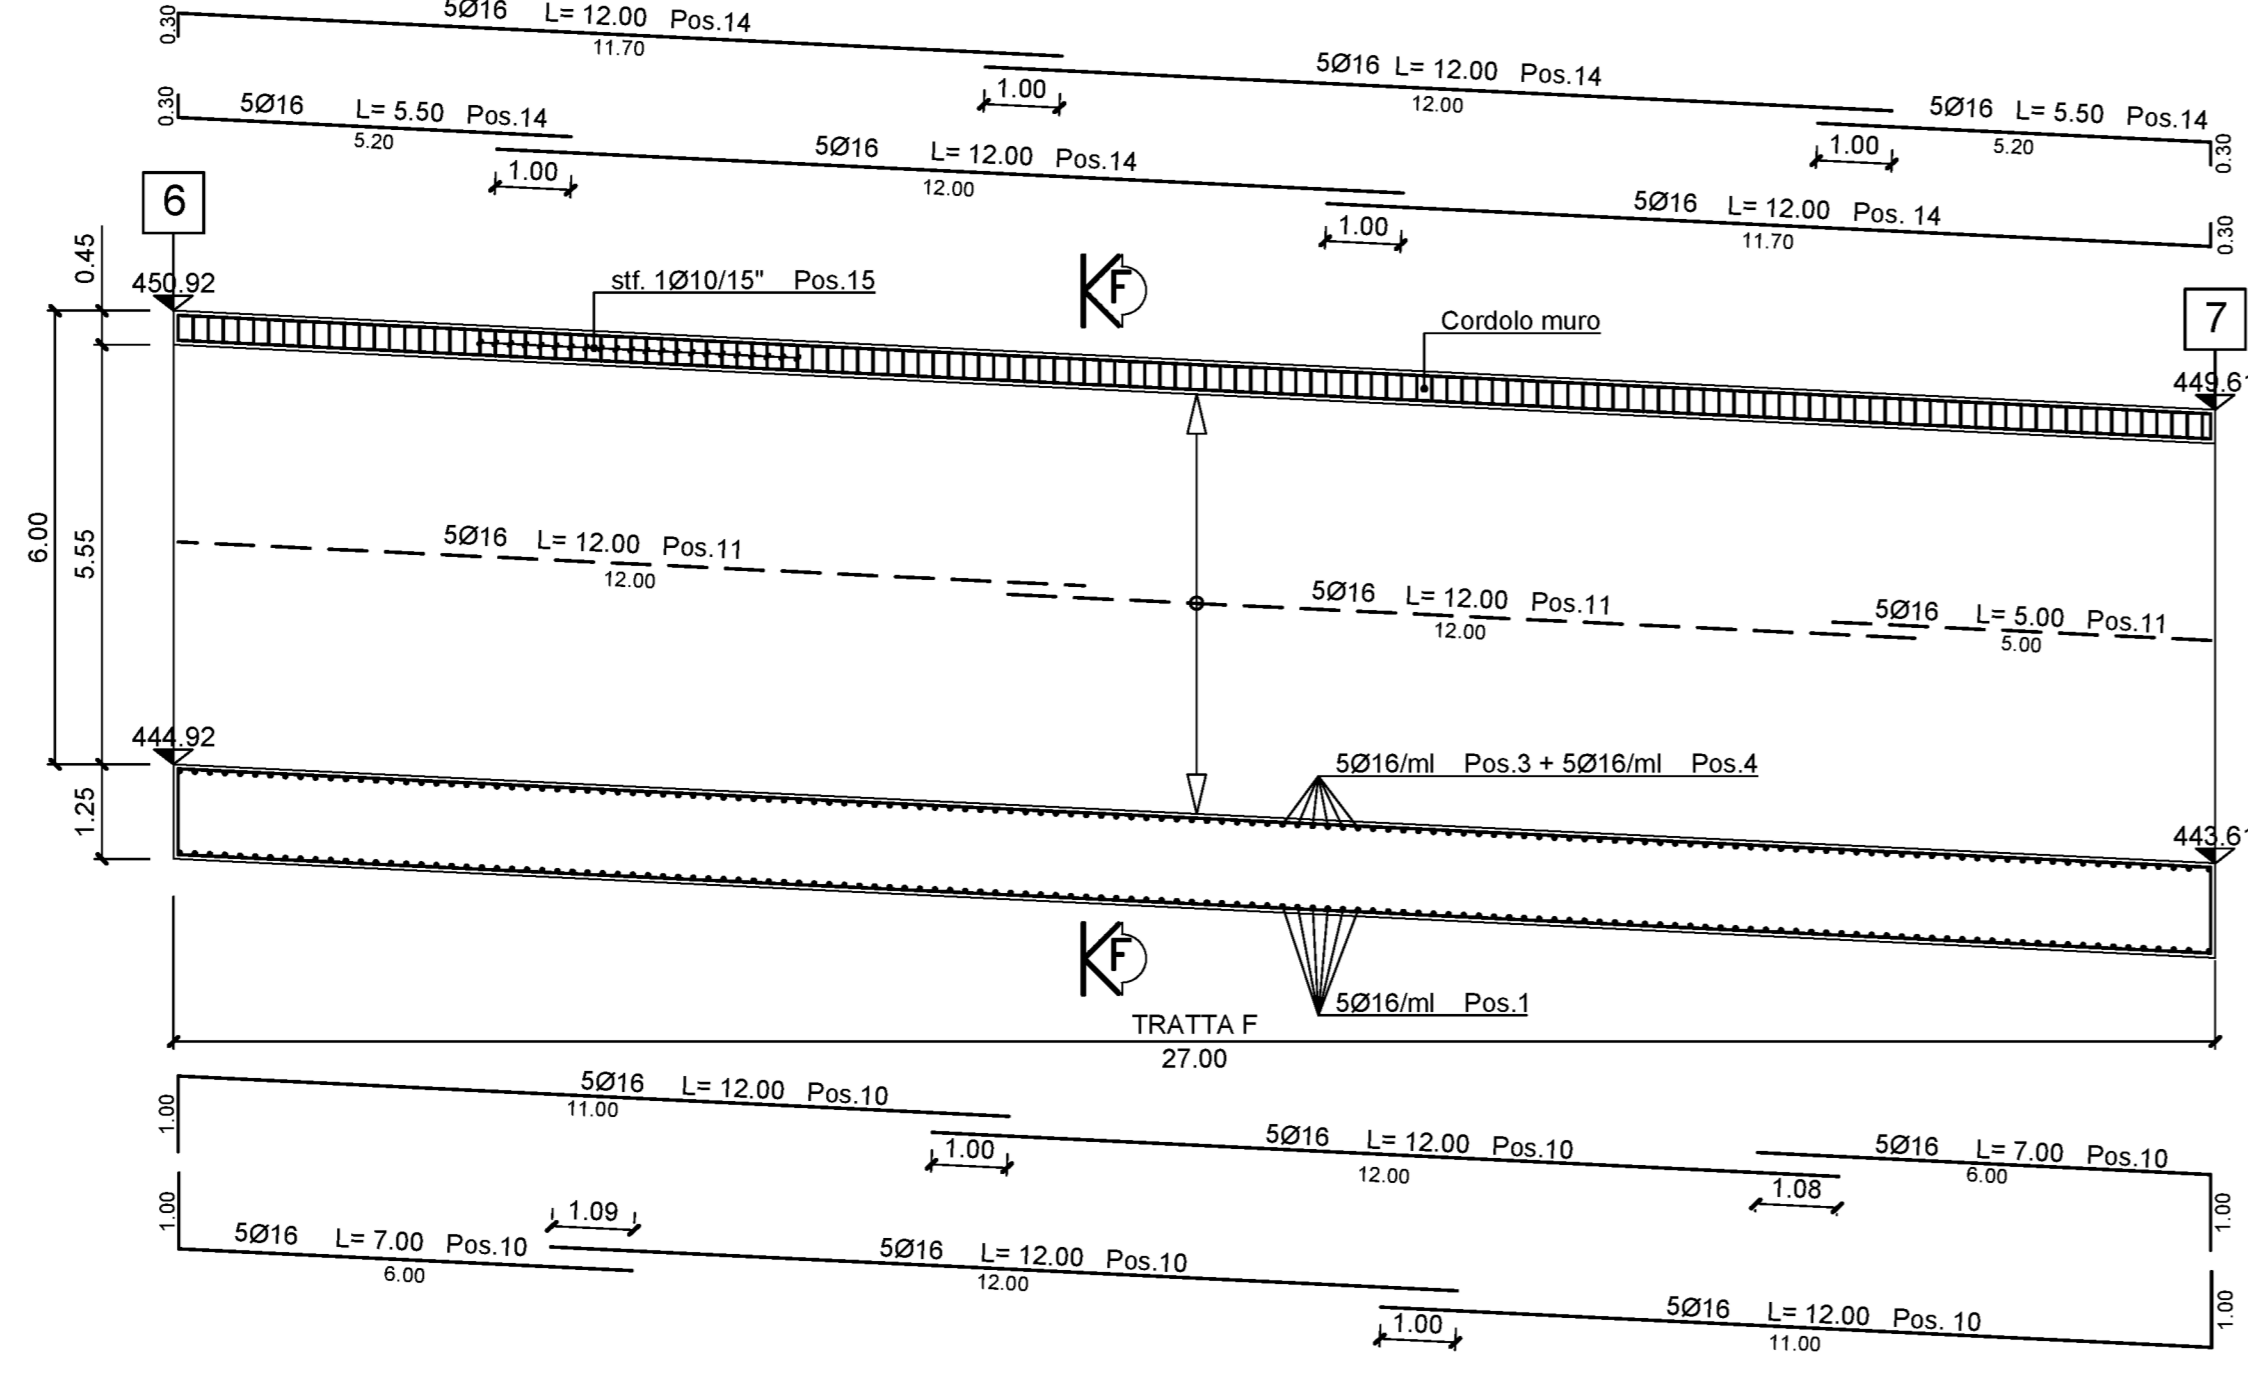 5Ø16 L= 12.00 Pos.14
0.30
11.70
5Ø16 L= 12.00 Pos.14
1.00
12.00
5Ø16 L= 5.50 Pos.14
0.30
5Ø16 L= 5.50 Pos.14
5.20
1.00
5.20
0.30
5Ø16 L= 12.00 Pos.14
1.00
12.00
6
5Ø16 L= 12.00 Pos. 14
1.00
11.70
0.30
0.45
450.92
stf. 1Ø10/15" Pos.15
F
Cordolo muro
7
449.61
6.00
5.55
5Ø16 L= 12.00 Pos.11
12.00
5Ø16 L= 12.00 Pos.11
12.00
5Ø16 L= 5.00 Pos.11
5.00
444.92
5Ø16/ml Pos.3 + 5Ø16/ml Pos.4
1.25
443.61
F
5Ø16/ml Pos.1
TRATTA F
27.00
5Ø16 L= 12.00 Pos.10
1.00
11.00
5Ø16 L= 12.00 Pos.10
1.00
12.00
5Ø16 L= 7.00 Pos.10
6.00
1.08
1.00
1.00
1.09
5Ø16 L= 7.00 Pos.10
6.00
5Ø16 L= 12.00 Pos.10
12.00
5Ø16 L= 12.00 Pos. 10
1.00
11.00
1.00